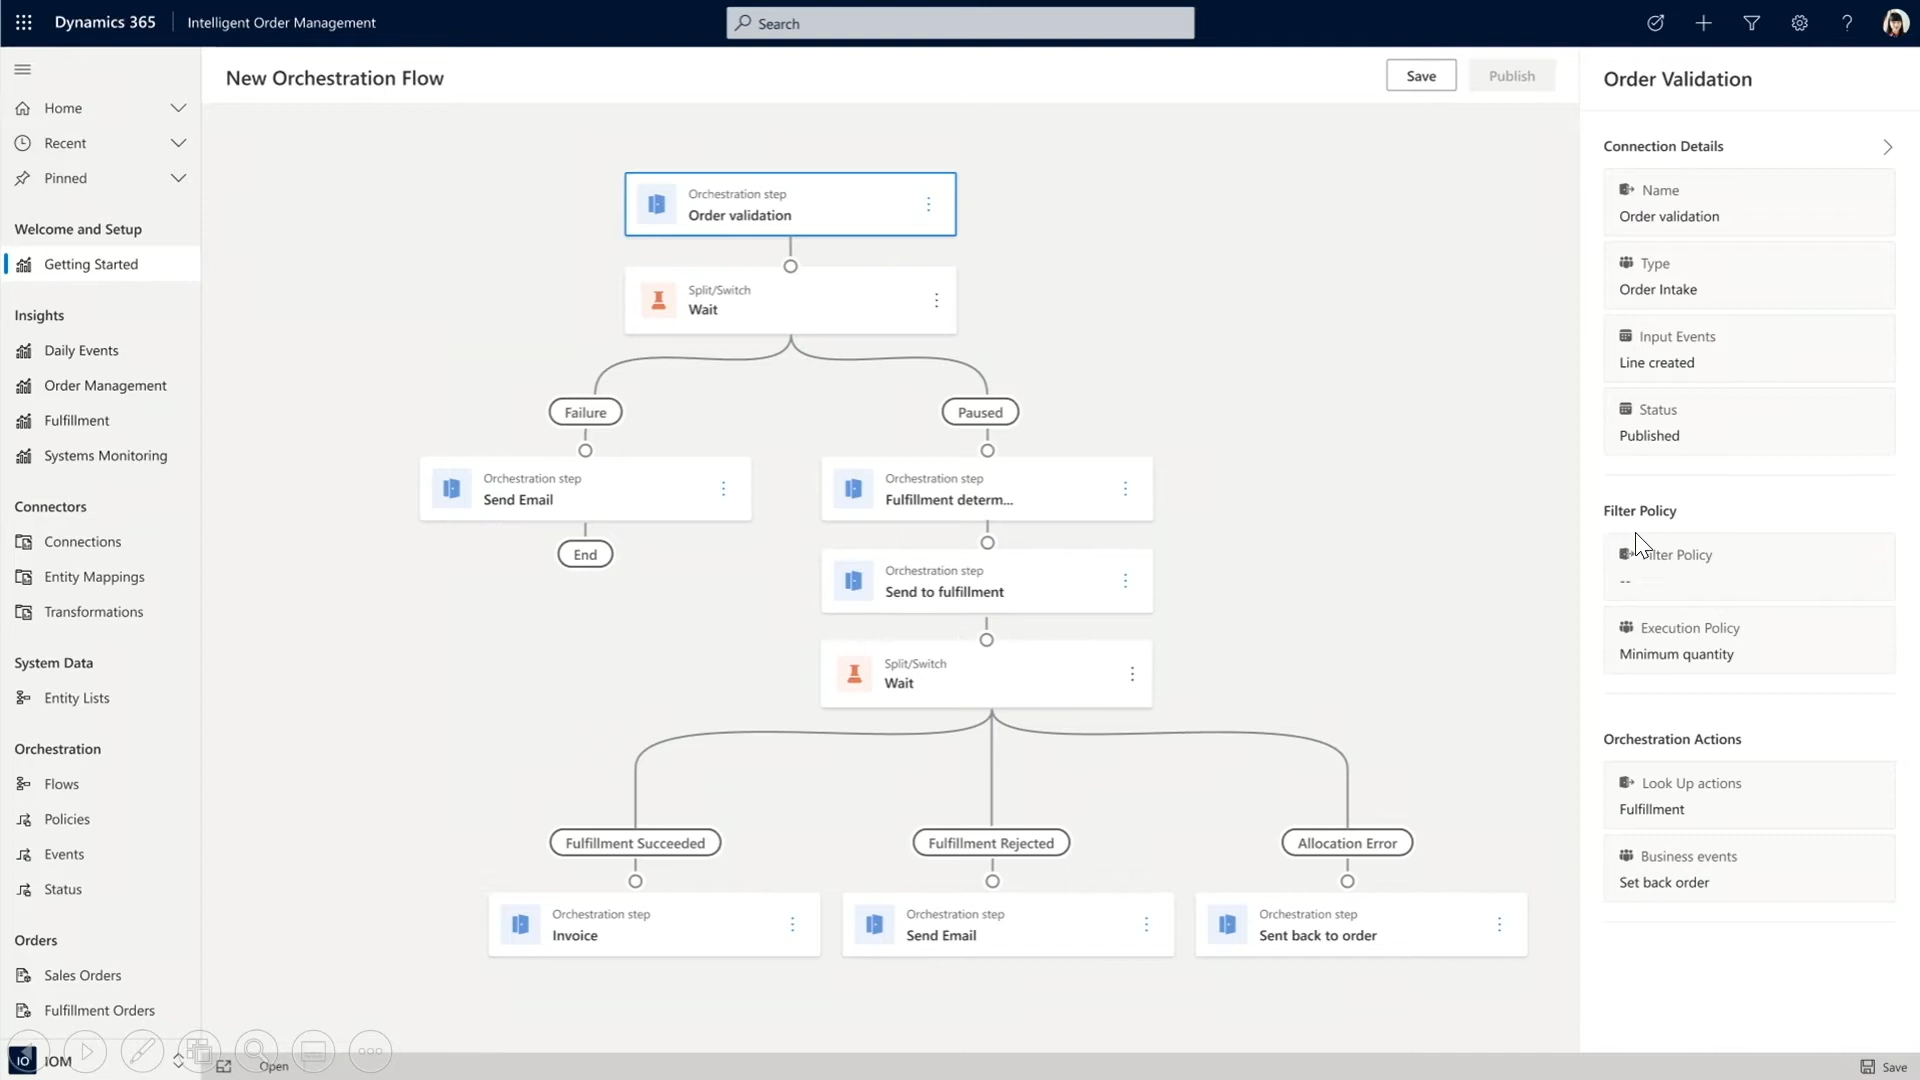 Dynamics 365
Intelligent Order Management
Search
New Orchestration Flow
Save
Publish
Home
Recent
Pinned
Welcome and Setup
Getting Started
Insights
Daily Events
Order Management
Fulfillment
Systems Monitoring
Connectors
Connections
Entity Mappings
Transformations
System Data
Entity Lists
Orchestration
Flows
Policies
Events
Status
Orders
Sales Orders
Fulfillment Orders
IO
IOM
Orchestration step
Order validation
Split/Switch
Wait
Failure
Paused
Orchestration step
Send Email
End
Orchestration step
Fulfillment determ...
Orchestration step
Send to fulfillment
Split/Switch
Wait
Fulfillment Succeeded
Fulfillment Rejected
Allocation Error
Orchestration step
Invoice
Orchestration step
Send Email
Orchestration step
Sent back to order
Order Validation
Connection Details
Name
Order validation
Type
Order Intake
Input Events
Line created
Status
Published
Filter Policy
Filter Policy
--
Execution Policy
Minimum quantity
Orchestration Actions
Look Up actions
Fulfillment
Business events
Set back order
Open
Save